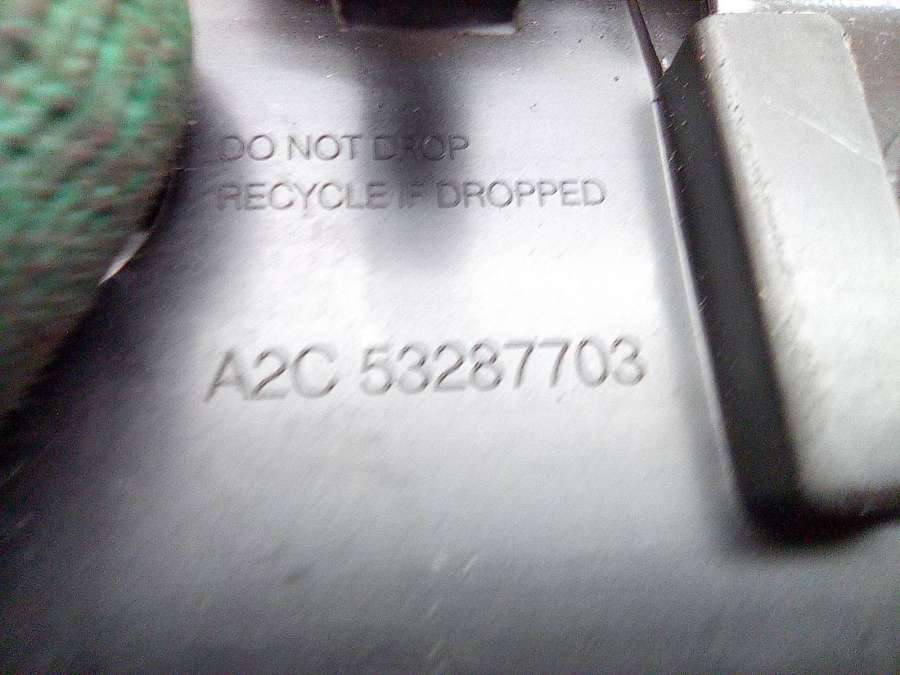 DO NOT DROP
RECYCLE IF DROPPED
A2C 53287703